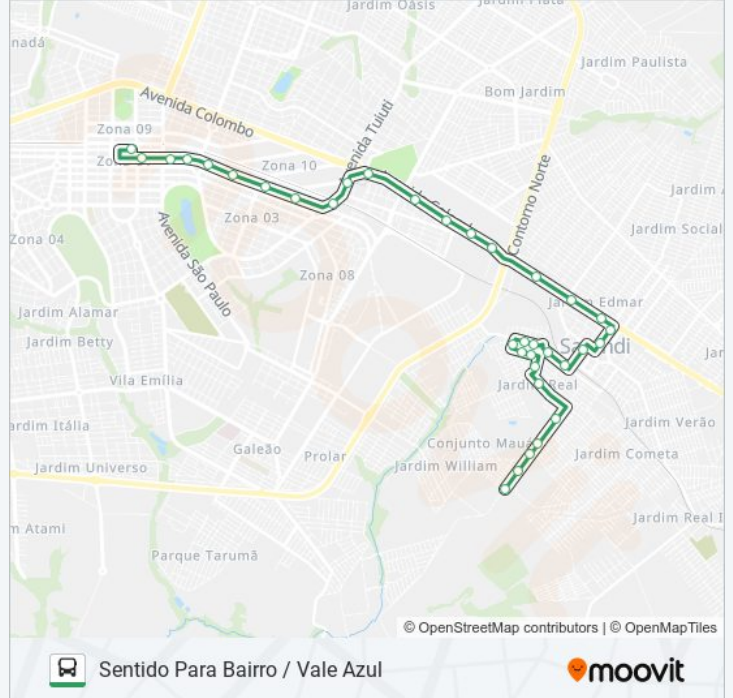 Jardim Oásis
Jardim Prata
nadá
Jardim Paulista
Avenida Colombo
Bom Jardim
Zona 09
Avenida Tuiuti
Zona 10
Contorno Norte
Jardim
Zona 03
Jardim Social
Zona 04
Avenida São Paulo
Zona 08
Jardim Edmar
Jardim Alamar
Jardim Betty
Sarandi
Jar
Vila Emília
Jardim Real
ardim Itália
Jardim Verão
Conjunto Mauá
Galeão
Prolar
Jardim Cometa
Jardim Universo
Jardim William
m Atami
Jardim Real I
Parque Tarumã
© OpenStreetMap contributors | © OpenMapTiles
Sentido Para Bairro / Vale Azul
moovit